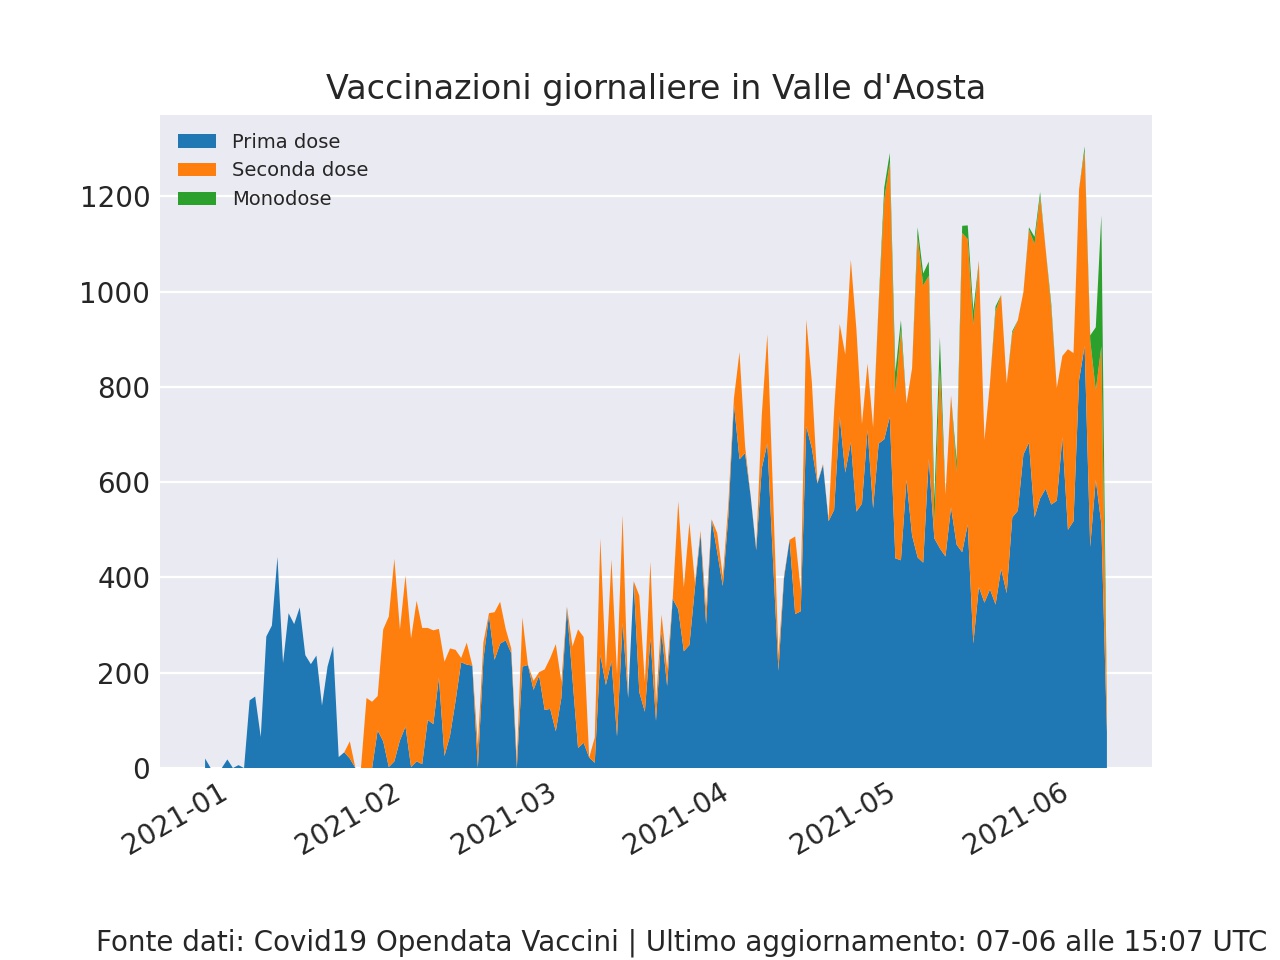 Vaccinazioni giornaliere in Valle d'Aosta
Prima dose
Seconda dose
Monodose
1200
1000
800
600
400
200
0
2021-01
2021-02
2021-03
2021-04
2021-05
2021-06
Fonte dati: Covid19 Opendata Vaccini | Ultimo aggiornamento: 07-06 alle 15:07 UTC